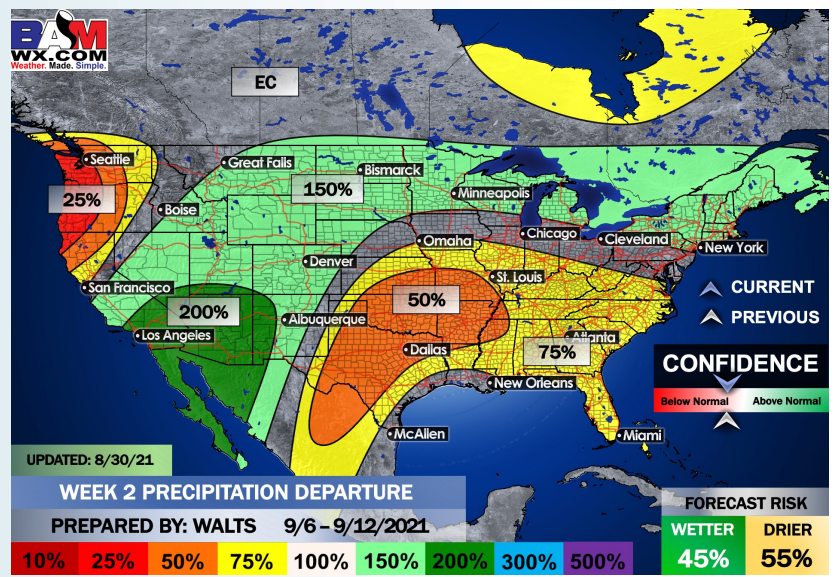 BAM
WX.COM
Weather. Made. Simple.
EC
Seattle
Great Falls
Bismarck
150%
25%
Minneapolis
Boise
Omaha
Chicago
Cleveland
New York
Denver
St. Louis
San Francisco
CURRENT
200%
50%
Albuquerque
PREVIOUS
Los Angeles
Atlanta
Dallas
75%
CONFIDENCE
New Orleans
Below Normal
Above Normal
McAllen
Miami
UPDATED: 8/30/21
WEEK 2 PRECIPITATION DEPARTURE
PREPARED BY: WALTS 9/6 – 9/12/2021
FORECAST RISK
WETTER DRIER
45% 55%
10% 25% 50% 75% 100% 150% 200% 300% 500%